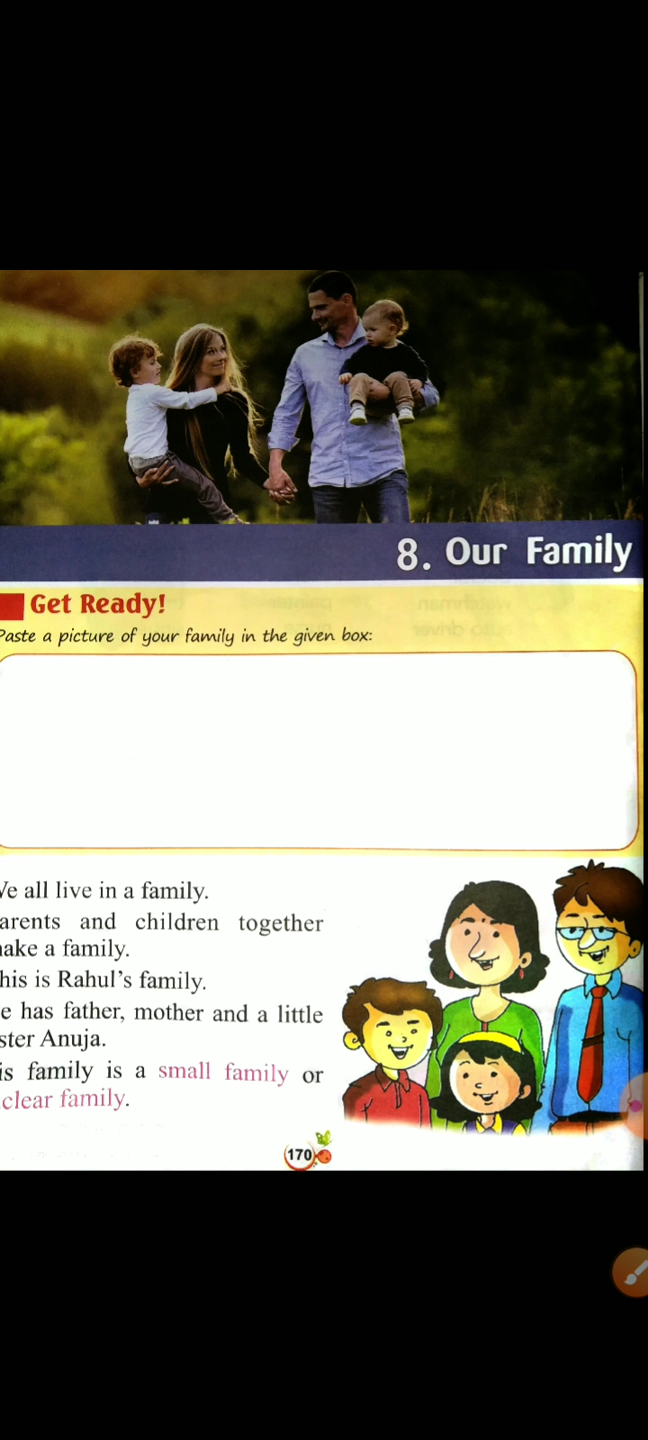 8. Our Family
Get Ready!
Paste a picture of your family in the given box:
We all live in a family.
arents and children together
ake a family.
his is Rahul's family.
e has father, mother and a little
ster Anuja.
is family is a small family or
clear family.
170